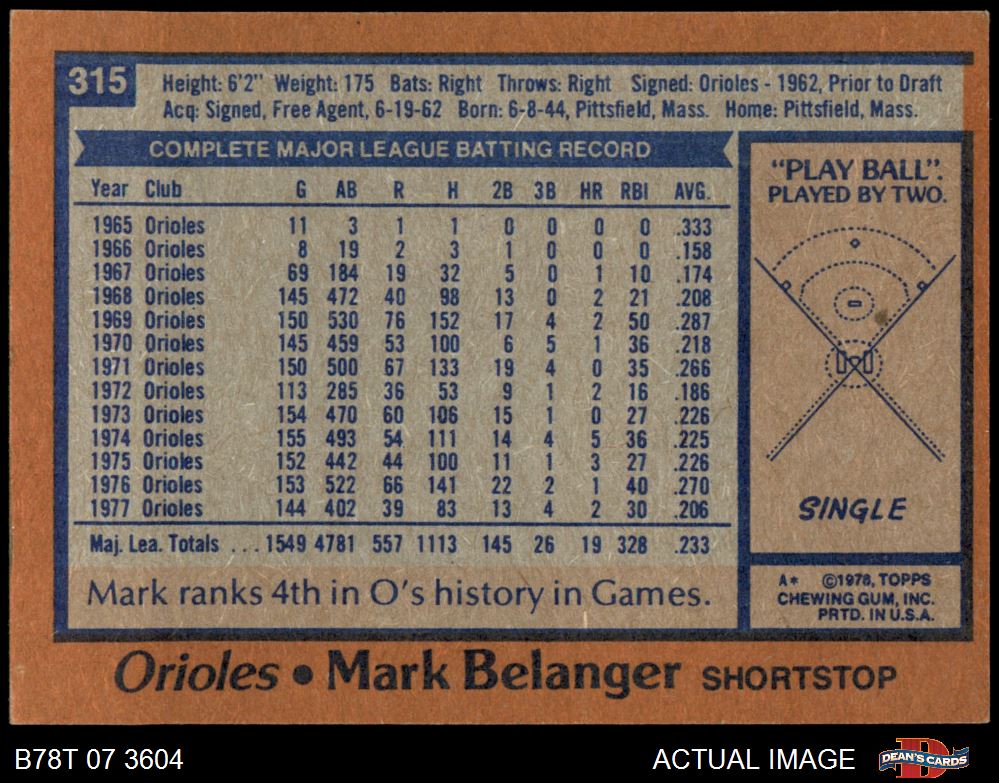 315
Height: 6'2" Weight: 175 Bats: Right Throws: Right Signed: Orioles - 1962, Prior to Draft
Acq: Signed, Free Agent, 6-19-62 Born: 6-8-44, Pittsfield, Mass. Home: Pittsfield, Mass.
COMPLETE MAJOR LEAGUE BATTING RECORD
Year Club G AB R H 2B 3B HR RBI AVG.
1965 Orioles 11 3 1 1 0 0 0 0 .333
1966 Orioles 8 19 2 3 1 0 0 0 .158
1967 Orioles 69 184 19 32 5 0 1 10 .174
1968 Orioles 145 472 40 98 13 0 2 21 .208
1969 Orioles 150 530 76 152 17 4 2 50 .287
1970 Orioles 145 459 53 100 6 5 1 36 .218
1971 Orioles 150 500 67 133 19 4 0 35 .266
1972 Orioles 113 285 36 53 9 1 2 16 .186
1973 Orioles 154 470 60 106 15 1 0 27 .226
1974 Orioles 155 493 54 111 14 4 5 36 .225
1975 Orioles 152 442 44 100 11 1 3 27 .226
1976 Orioles 153 522 66 141 22 2 1 40 .270
1977 Orioles 144 402 39 83 13 4 2 30 .206
Maj. Lea. Totals ... 1549 4781 557 1113 145 26 19 328 .233
Mark ranks 4th in O's history in Games.
"PLAY BALL".
PLAYED BY TWO.
SINGLE
A* ©1978, TOPPS
CHEWING GUM, INC.
PRTD. IN U.S.A.
Orioles • Mark Belanger SHORTSTOP
B78T 07 3604 ACTUAL IMAGE
DEAN'S CARDS